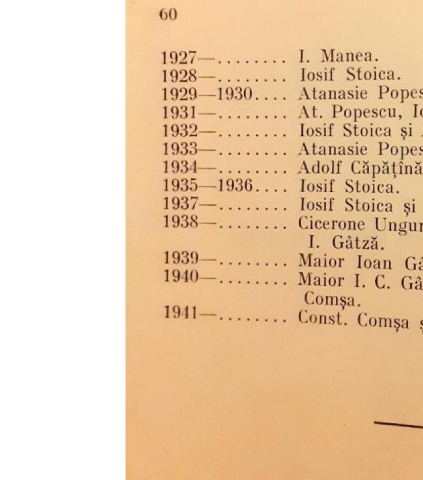 60
1927—........ I. Manea.
1928—........ Iosif Stoica.
1929—1930.... Atanasie
1931—........ At. Popescu,
1932—........ Iosif Stoica și
1933—........ Atanasie
1934—........ Adolf Căpățînă
1935—1936.... Iosif Stoica.
1937—........ Iosif Stoica și
1938—........ Cicerone
I. Gâtză.
1939—........ Maior Ioan
1940—........ Maior I. C.
Comșa.
1941—........ Const. Comșa